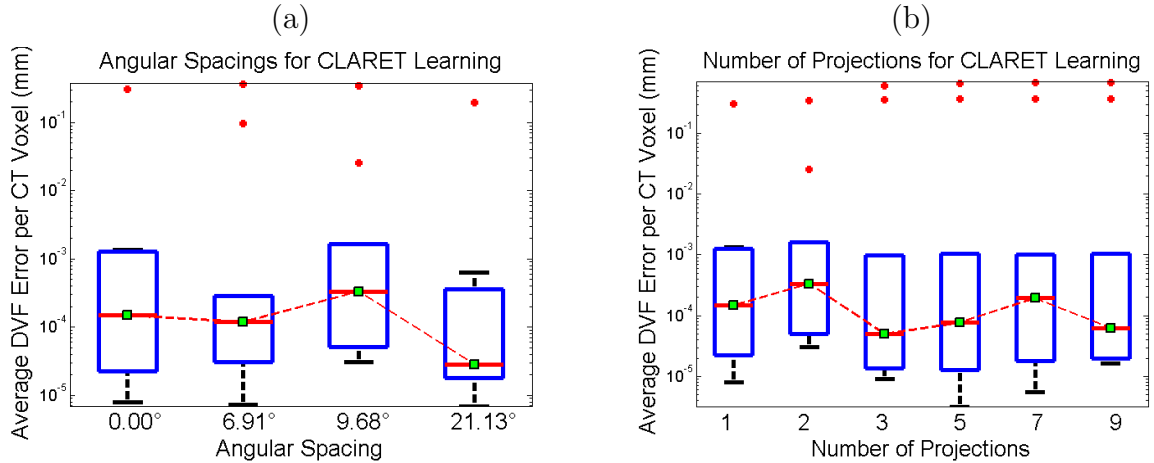 (a)
Angular Spacings for CLARET Learning
Average DVF Error per CT Voxel (mm)
10⁻¹
10⁻²
10⁻³
10⁻⁴
10⁻⁵
0.00° 6.91° 9.68° 21.13°
Angular Spacing
(b)
Number of Projections for CLARET Learning
Average DVF Error per CT Voxel (mm)
10⁻¹
10⁻²
10⁻³
10⁻⁴
10⁻⁵
1 2 3 5 7 9
Number of Projections